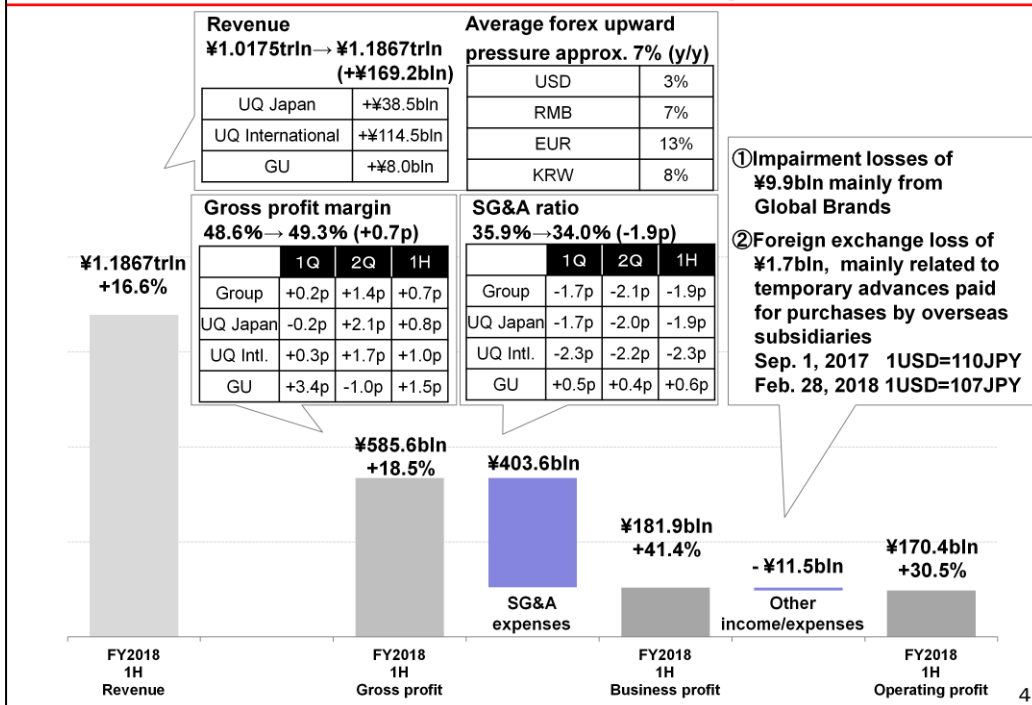 Revenue
¥1.0175trln→ ¥1.1867trln
(+¥169.2bln)
UQ Japan +¥38.5bln
UQ International +¥114.5bln
GU +¥8.0bln
Average forex upward
pressure approx. 7% (y/y)
USD 3%
RMB 7%
EUR 13%
KRW 8%
Gross profit margin
48.6%→ 49.3% (+0.7p)
1Q 2Q 1H
Group +0.2p +1.4p +0.7p
UQ Japan -0.2p +2.1p +0.8p
UQ Intl. +0.3p +1.7p +1.0p
GU +3.4p -1.0p +1.5p
SG&A ratio
35.9%→34.0% (-1.9p)
1Q 2Q 1H
Group -1.7p -2.1p -1.9p
UQ Japan -1.7p -2.0p -1.9p
UQ Intl. -2.3p -2.2p -2.3p
GU +0.5p +0.4p +0.6p
①Impairment losses of
¥9.9bln mainly from
Global Brands
②Foreign exchange loss of
¥1.7bln, mainly related to
temporary advances paid
for purchases by overseas
subsidiaries
Sep. 1, 2017 1USD=110JPY
Feb. 28, 2018 1USD=107JPY
¥1.1867trln
+16.6%
¥585.6bln
+18.5%
¥403.6bln
SG&A
expenses
¥181.9bln
+41.4%
- ¥11.5bln
Other
income/expenses
¥170.4bln
+30.5%
FY2018
1H
Revenue
FY2018
1H
Gross profit
FY2018
1H
Business profit
FY2018
1H
Operating profit
4